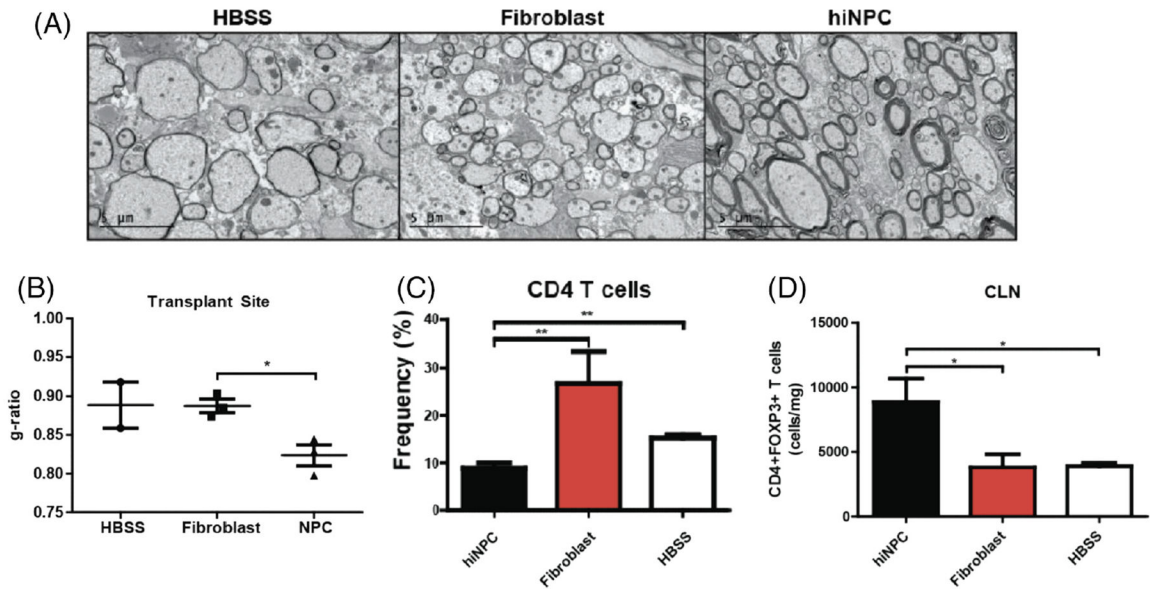 (A)
HBSS
Fibroblast
hiNPC
5 µm
5 µm
5 µm
(B)
Transplant Site
1.00
0.95
0.90
0.85
0.80
0.75
g-ratio
*
HBSS
Fibroblast
NPC
(C)
CD4 T cells
40
30
20
10
0
Frequency (%)
**
**
hiNPC
Fibroblast
HBSS
(D)
CLN
15000
10000
5000
0
CD4+FOXP3+ T cells
(cells/mg)
*
*
hiNPC
Fibroblast
HBSS